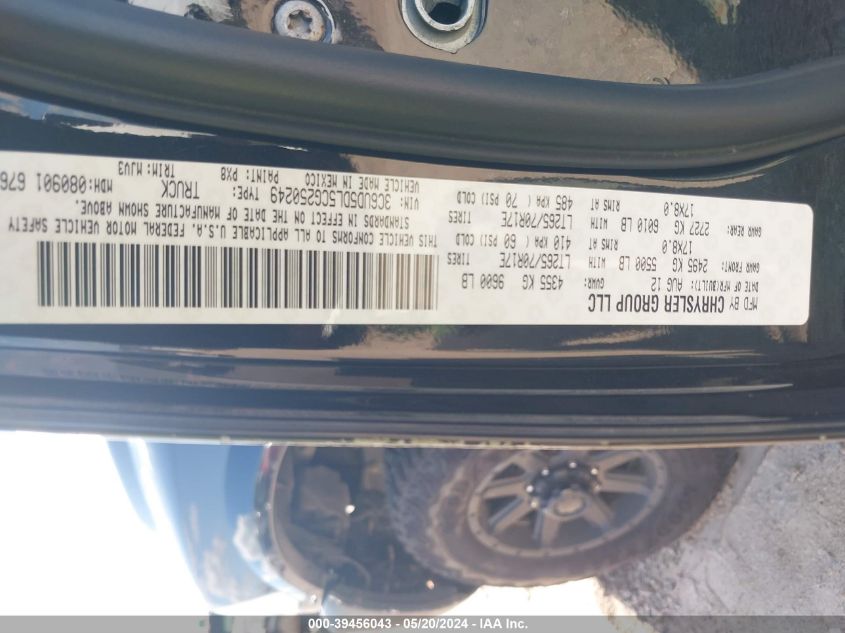 MFD BY CHRYSLER GROUP LLC
DATE OF MFR(BUILT): AUG 12 GVWR: 4355 KG 9600 LB
GAWR FRONT: 2495 KG 5500 LB WITH LT265/70R17E TIRES
17X8.0 RIMS AT 410 KPA( 60 PSI) COLD
GAWR REAR: 2727 KG 6010 LB WITH LT265/70R17E TIRES
17X8.0 RIMS AT 485 KPA( 70 PSI) COLD
THIS VEHICLE CONFORMS TO ALL APPLICABLE U.S.A. FEDERAL MOTOR VEHICLE SAFETY
STANDARDS IN EFFECT ON THE DATE OF MANUFACTURE SHOWN ABOVE.
VIN: 3C6UD5DL5CG250249 TYPE: TRUCK MDH:080901 676
VEHICLE MADE IN MEXICO PAINT: PX8 TRIM: MJV3
000-39456043 / 05/20/2024 - IAA Inc.